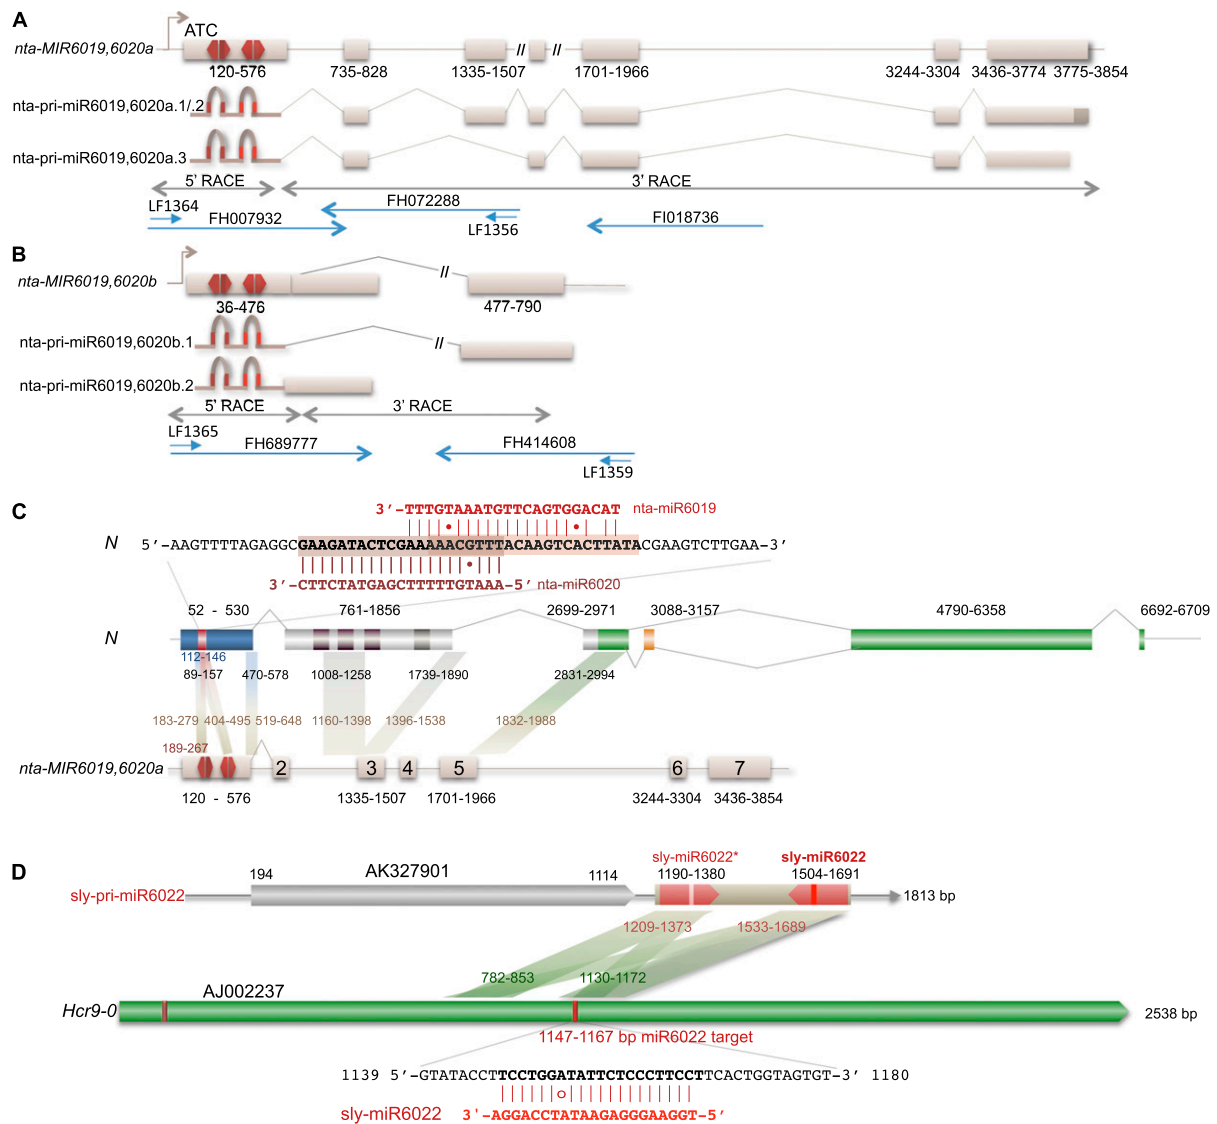 A
ATC
nta-MIR6019,6020a
//
//
120-576
735-828
1335-1507
1701-1966
3244-3304
3436-3774
3775-3854
nta-pri-miR6019,6020a.1/.2
nta-pri-miR6019,6020a.3
5' RACE
3' RACE
LF1364
FH072288
FH007932
LF1356
FI018736
B
nta-MIR6019,6020b
//
36-476
477-790
nta-pri-miR6019,6020b.1
//
nta-pri-miR6019,6020b.2
5' RACE
3' RACE
LF1365
FH689777
FH414608
LF1359
C
3'-TTTGTAAATGTTCAGTGGACAT nta-miR6019
N 5'-AAGTTTTAGAGGCGAAGATACTCGAAAAACGTTTACAAGTCACTTATACGAAGTCTTGAA-3'
3'-CTTCTATGAGCTTTTTGTAAA-5' nta-miR6020
52 - 530
761-1856
2699-2971
3088-3157
4790-6358
6692-6709
N
112-146
89-157
470-578
1008-1258
1739-1890
2831-2994
183-279
404-495
519-648
1160-1398
1396-1538
1832-1988
189-267
nta-MIR6019,6020a
2
3
4
5
6
7
120 - 576
1335-1507
1701-1966
3244-3304
3436-3854
D
sly-miR6022*
sly-miR6022
194
AK327901
1114
1190-1380
1504-1691
sly-pri-miR6022
1813 bp
1209-1373
1533-1689
782-853
1130-1172
AJ002237
Hcr9-0
2538 bp
1147-1167 bp miR6022 target
1139 5'-GTATACCTTCCTGGATATTCTCCCTTCCTTCACTGGTAGTGT-3' 1180
sly-miR6022 3'-AGGACCTATAAGAGGGAAGGT-5'